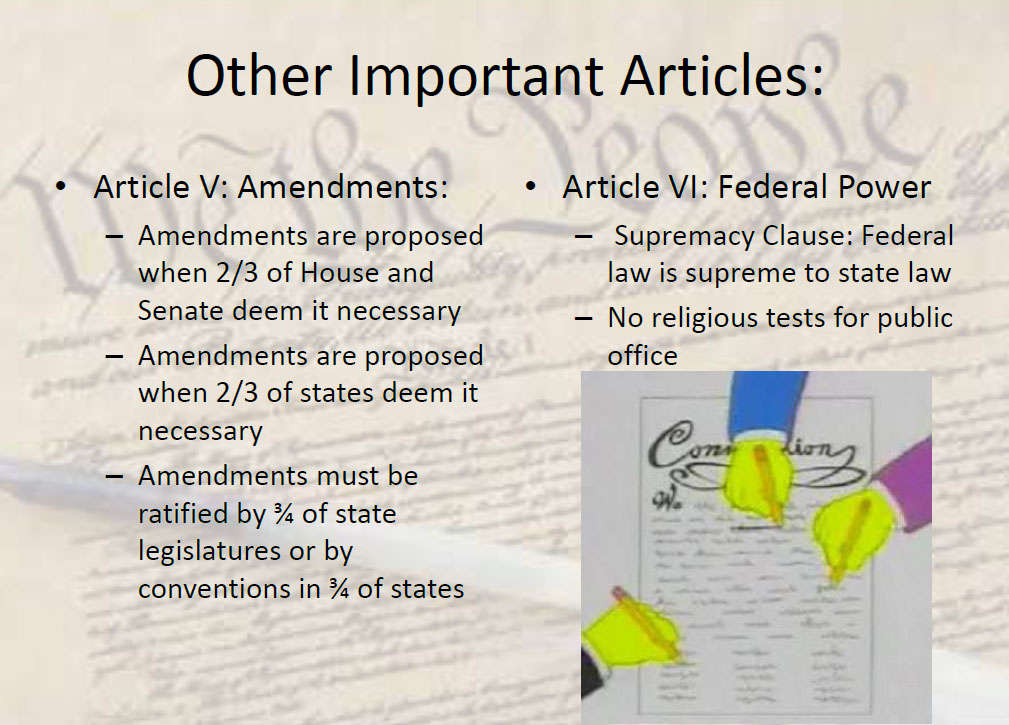 Other Important Articles:
• Article V: Amendments:
– Amendments are proposed
when 2/3 of House and
Senate deem it necessary
– Amendments are proposed
when 2/3 of states deem it
necessary
– Amendments must be
ratified by ¾ of state
legislatures or by
conventions in ¾ of states
• Article VI: Federal Power
– Supremacy Clause: Federal
law is supreme to state law
– No religious tests for public
office
We the People
We